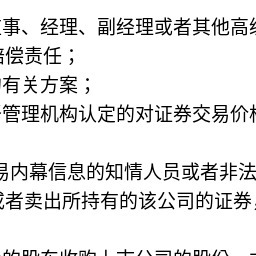 事、经理、副经理或者其他高
赔偿责任；
有关方案；
管理机构认定的对证券交易价
易内幕信息的知情人员或者非法
或者卖出所持有的该公司的证券，